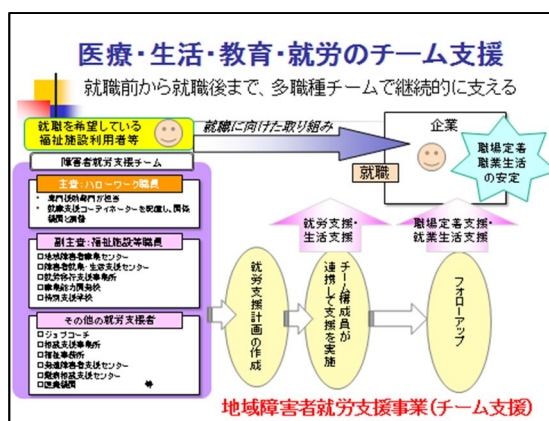 医療・生活・教育・就労のチーム支援
就職前から就職後まで、多職種チームで継続的に支える
就職を希望している
福祉施設利用者等
就職に向けた取り組み
企業
就職
職場定着
職業生活
の安定
障害者就労支援チーム
主査:ハローワーク職員
・ 専門援助部門が担当
・ 就職支援コーディネーターを配置し、関係
機関と調整
副主査:福祉施設等職員
□地域障害者職業センター
□障害者就業・生活支援センター
□就労移行支援事業所
□職業能力開発校
□特別支援学校
その他の就労支援者
□ジョブコーチ
□相談支援事業所
□福祉事務所
□発達障害者支援センター
□難病相談支援センター
□医療機関 等
就労支援・
生活支援
職場定着支援・
就業生活支援
就労支援計画の作成
チーム構成員が
連携して支援を実施
フォローアップ
地域障害者就労支援事業(チーム支援)